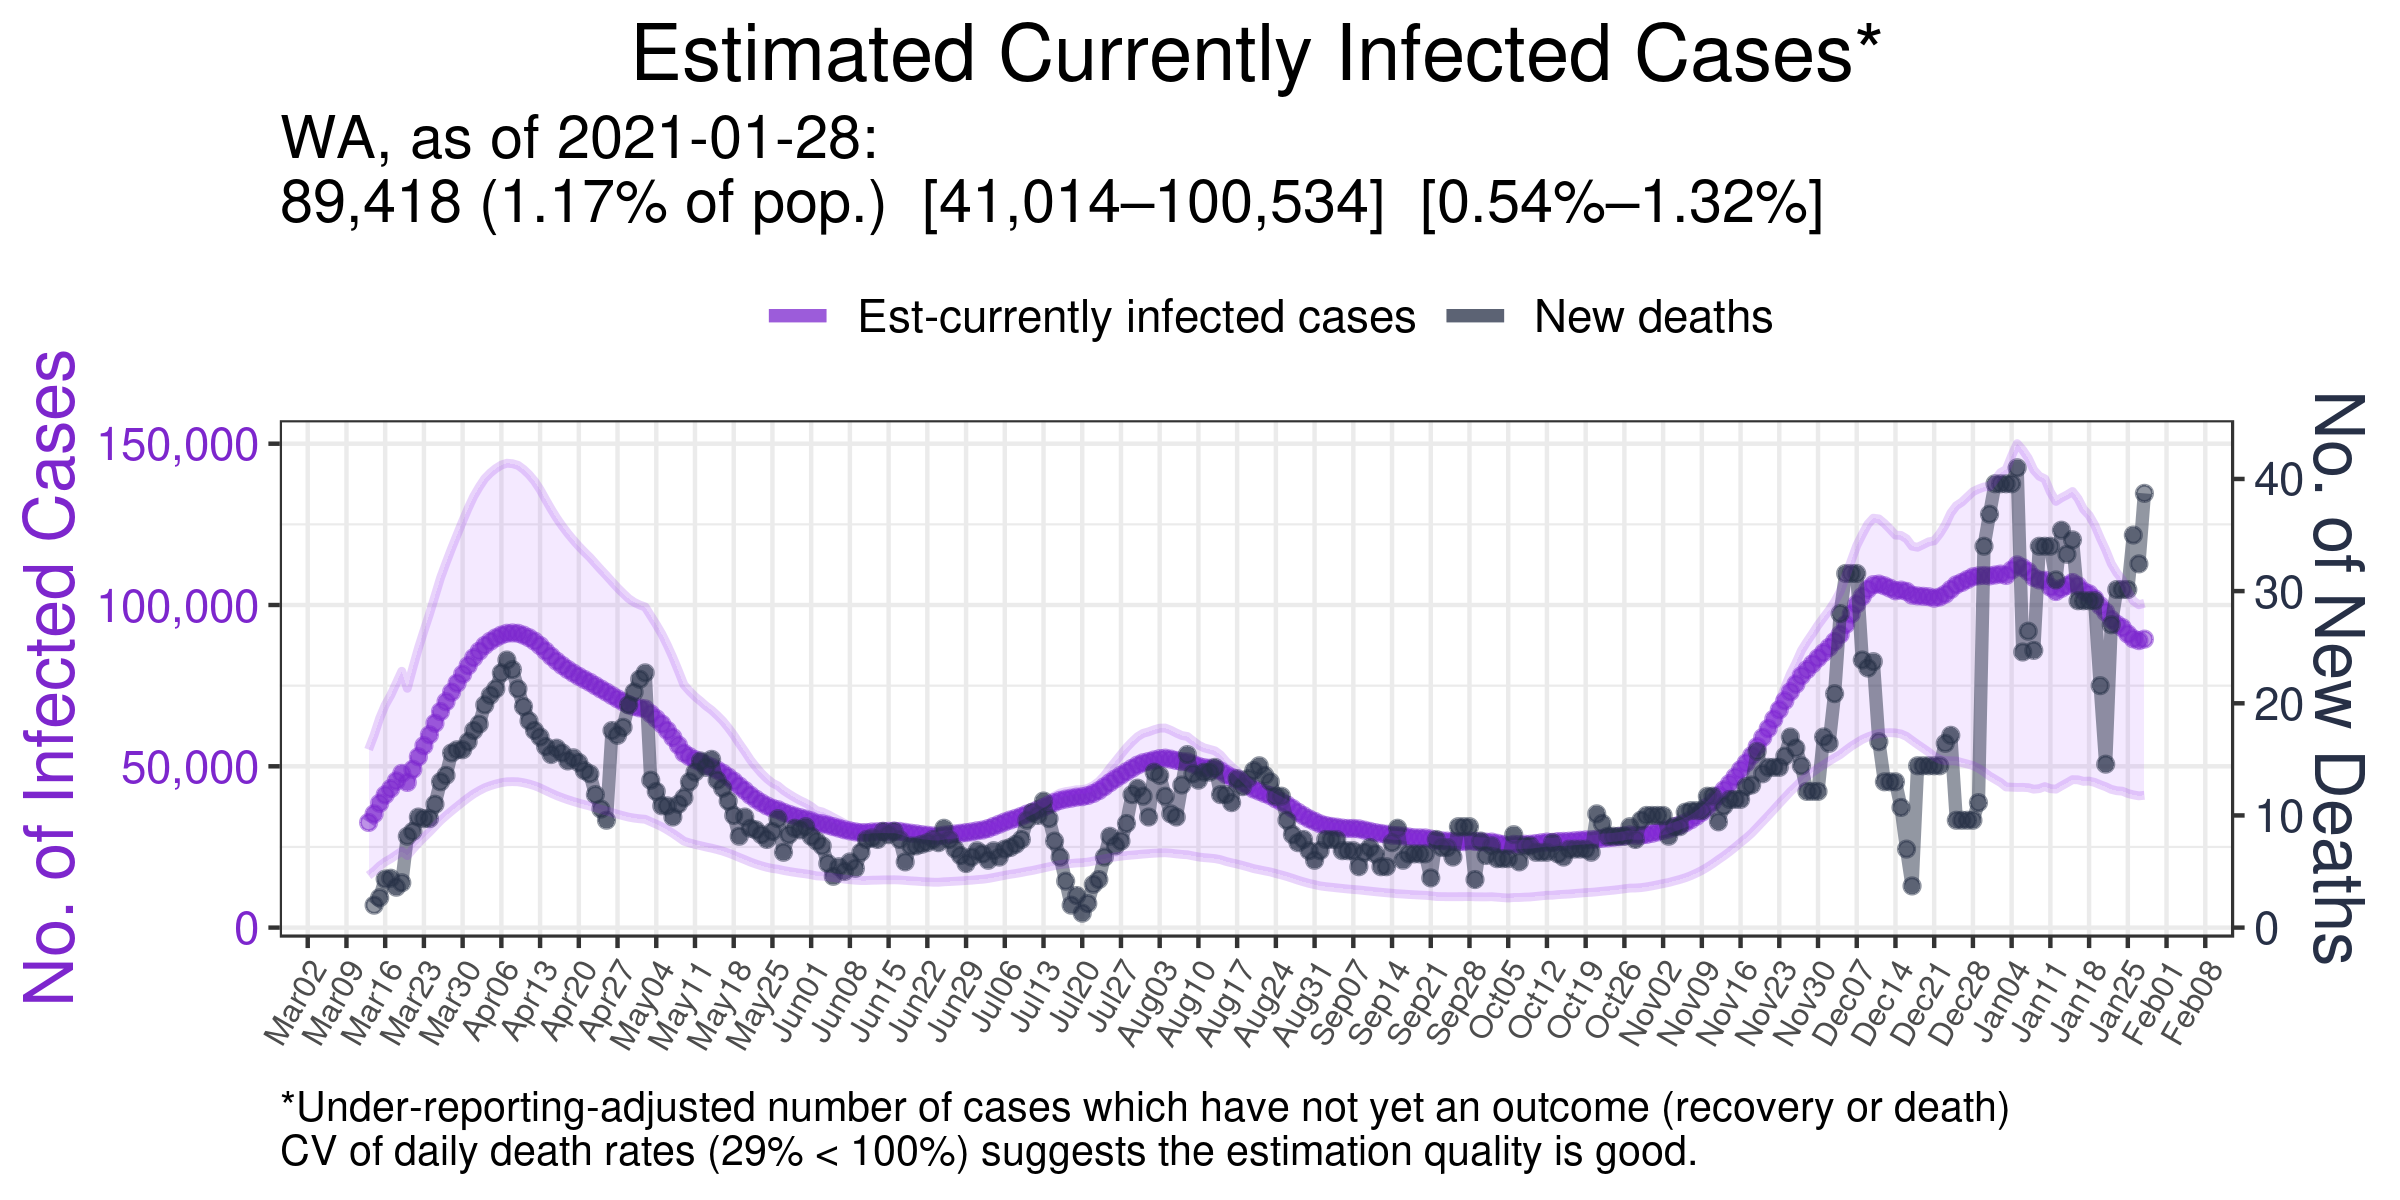 Estimated Currently Infected Cases*
WA, as of 2021-01-28:
89,418 (1.17% of pop.) [41,014–100,534] [0.54%–1.32%]
Est-currently infected cases
New deaths
No. of Infected Cases
150,000
100,000
50,000
0
No. of New Deaths
40
30
20
10
0
Mar02
Mar09
Mar16
Mar23
Mar30
Apr06
Apr13
Apr20
Apr27
May04
May11
May18
May25
Jun01
Jun08
Jun15
Jun22
Jun29
Jul06
Jul13
Jul20
Jul27
Aug03
Aug10
Aug17
Aug24
Aug31
Sep07
Sep14
Sep21
Sep28
Oct05
Oct12
Oct19
Oct26
Nov02
Nov09
Nov16
Nov23
Nov30
Dec07
Dec14
Dec21
Dec28
Jan04
Jan11
Jan18
Jan25
Feb01
Feb08
*Under-reporting-adjusted number of cases which have not yet an outcome (recovery or death)
CV of daily death rates (29% < 100%) suggests the estimation quality is good.